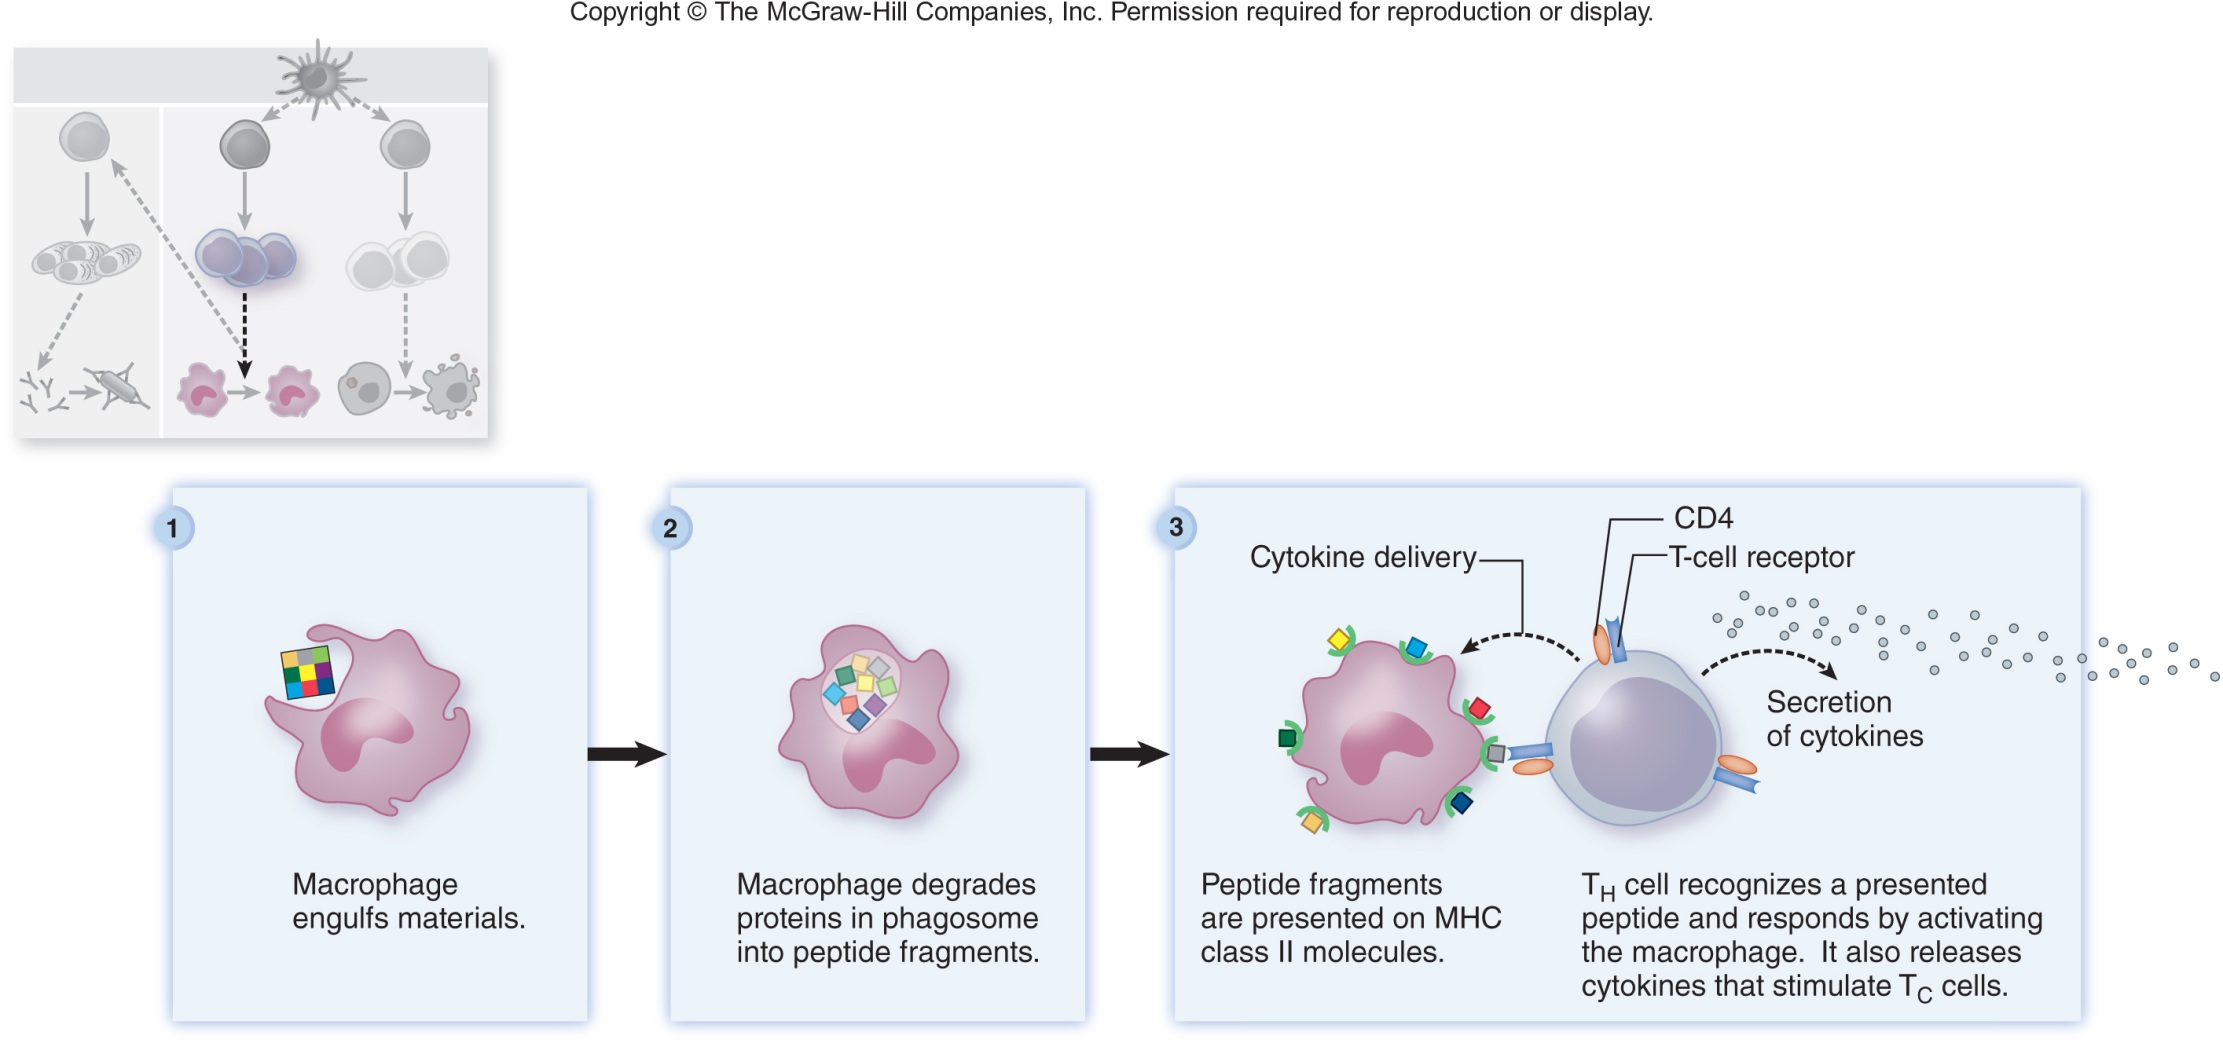 Copyright © The McGraw-Hill Companies, Inc. Permission required for reproduction or display.
1
Macrophage
engulfs materials.
2
Macrophage degrades
proteins in phagosome
into peptide fragments.
3
CD4
Cytokine delivery
T-cell receptor
Secretion
of cytokines
Peptide fragments
are presented on MHC
class II molecules.
TH cell recognizes a presented
peptide and responds by activating
the macrophage. It also releases
cytokines that stimulate TC cells.